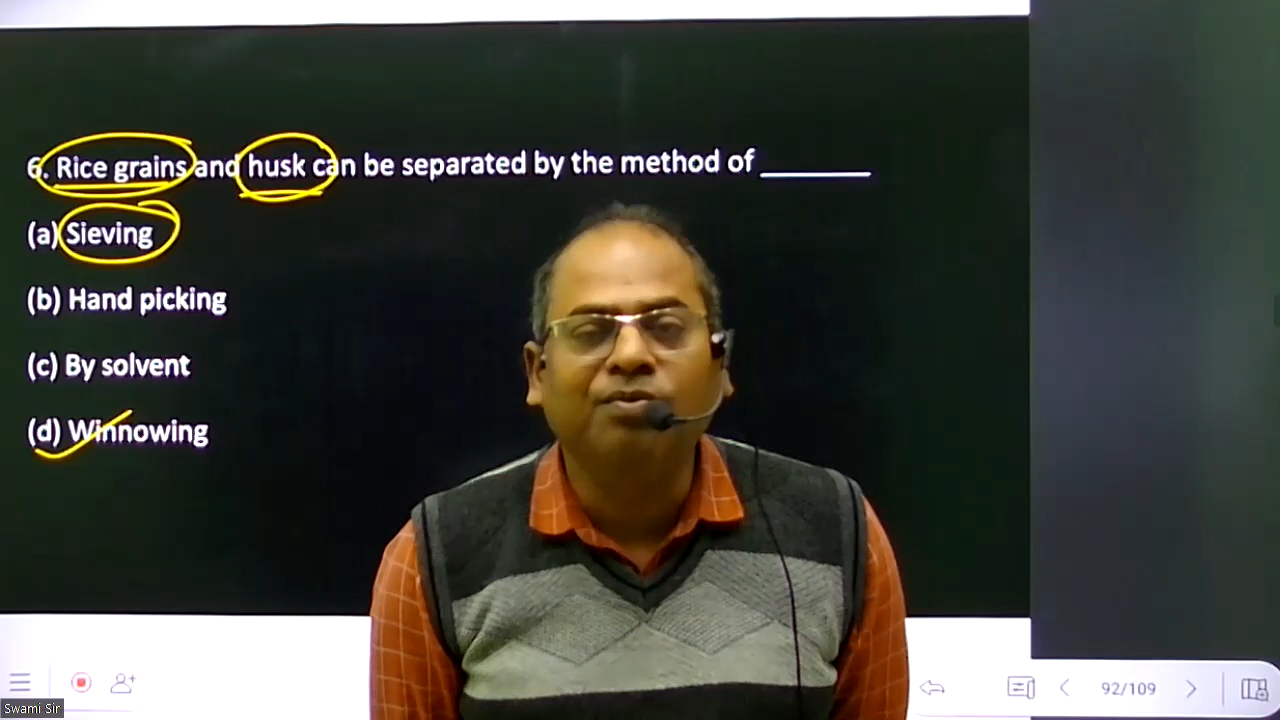 6. Rice grains and husk can be separated by the method of ________
(a) Sieving
(b) Hand picking
(c) By solvent
(d) Winnowing
92/109
Swami Sir